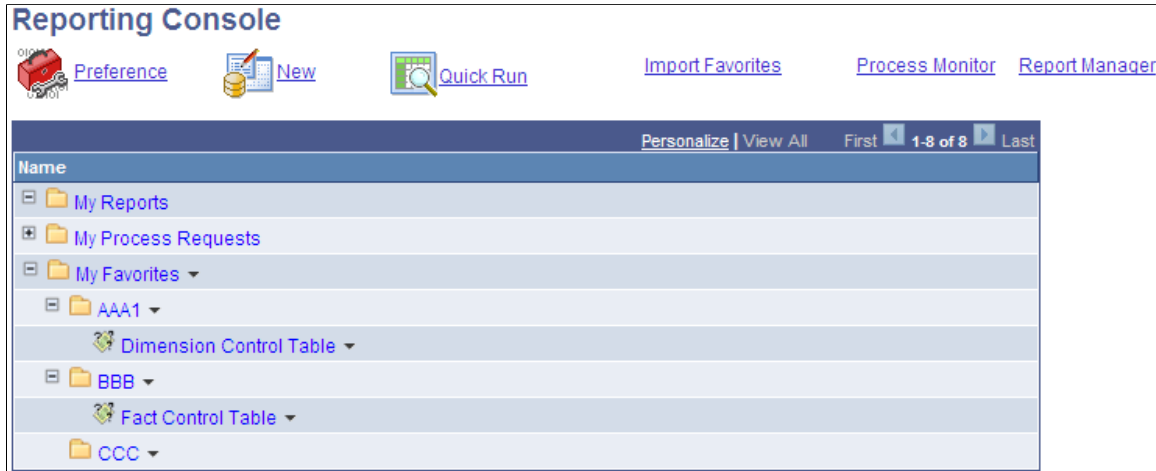 Reporting Console
Preference New Quick Run Import Favorites Process Monitor Report Manager
Personalize | View All First 1-8 of 8 Last
Name
My Reports
My Process Requests
My Favorites
AAA1
Dimension Control Table
BBB
Fact Control Table
CCC